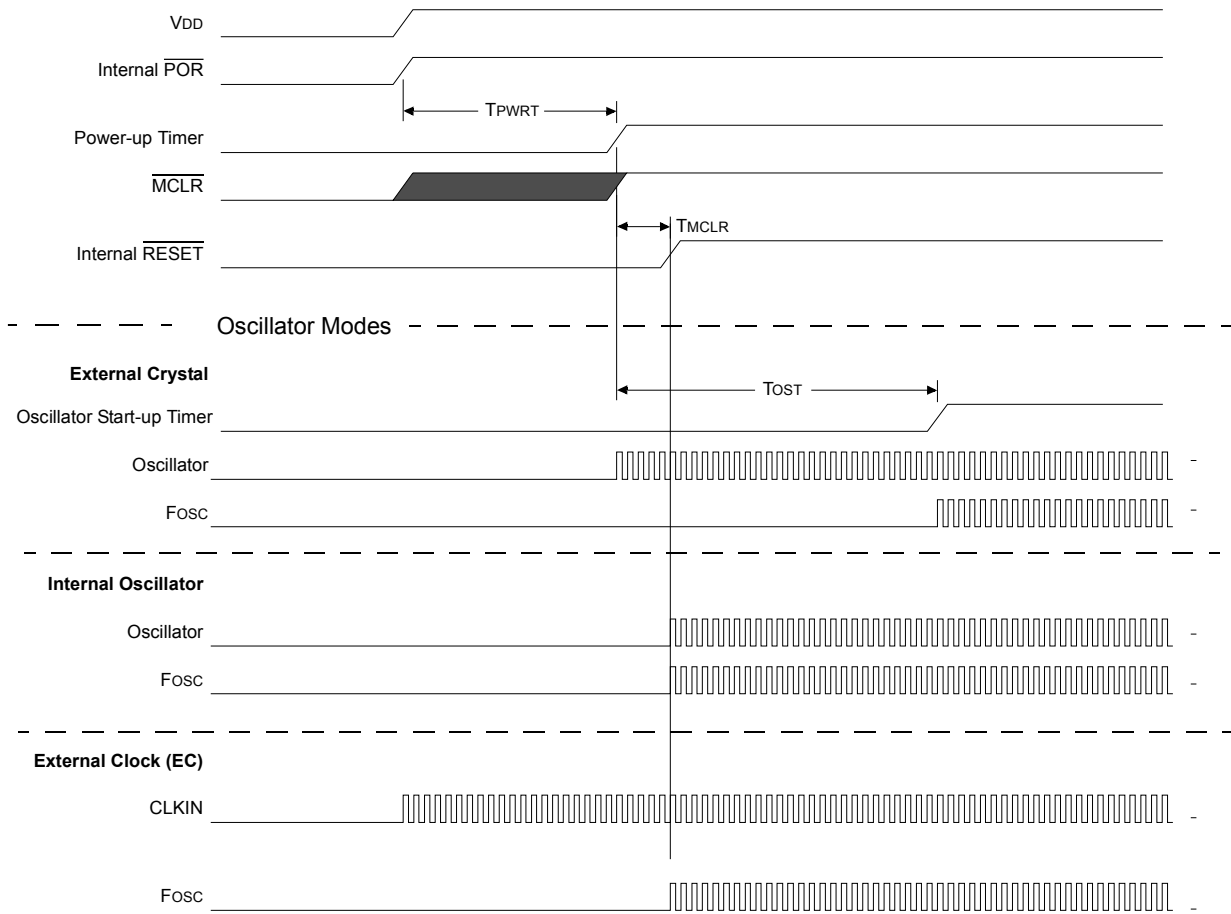 VDD
Internal POR
TPWRT
Power-up Timer
MCLR
TMCLR
Internal RESET
Oscillator Modes
External Crystal
TOST
Oscillator Start-up Timer
Oscillator
FOSC
Internal Oscillator
Oscillator
FOSC
External Clock (EC)
CLKIN
FOSC